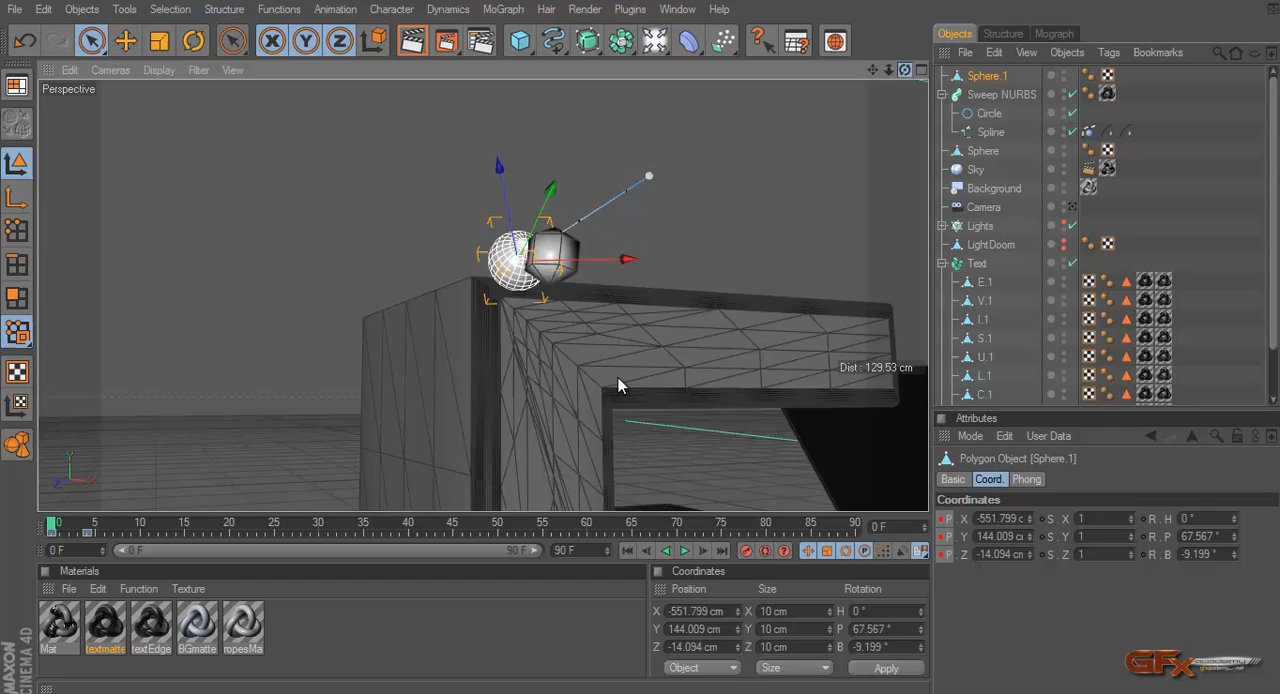 File Edit Objects Tools Selection Structure Functions Animation Character Dynamics MoGraph Hair Render Plugins Window Help
Edit Cameras Display Filter View
Perspective
Dist : 129.53 cm
0 5 10 15 20 25 30 35 40 45 50 55 60 65 70 75 80 85 90 0 F
0 F 0 F 90 F 90 F
Materials
File Edit Function Texture
Mat textmatte textEdge BGmatte ropesMa
Coordinates
Position Size Rotation
X -551.799 cm X 10 cm H 0 °
Y 144.009 cm Y 10 cm P 67.567 °
Z -14.094 cm Z 10 cm B -9.199 °
Object Size Apply
Objects Structure Mograph
File Edit View Objects Tags Bookmarks
Sphere.1
Sweep NURBS
Circle
Spline
Sphere
Sky
Background
Camera
Lights
LightDoom
Text
E.1
V.1
I.1
S.1
U.1
L.1
C.1
Attributes
Mode Edit User Data
Polygon Object [Sphere.1]
Basic Coord. Phong
Coordinates
P . X -551.799 c S . X 1 R . H 0 °
P . Y 144.009 c S . Y 1 R . P 67.567 °
P . Z -14.094 cm S . Z 1 R . B -9.199 °
MAXON
CINEMA 4D
GFx academy